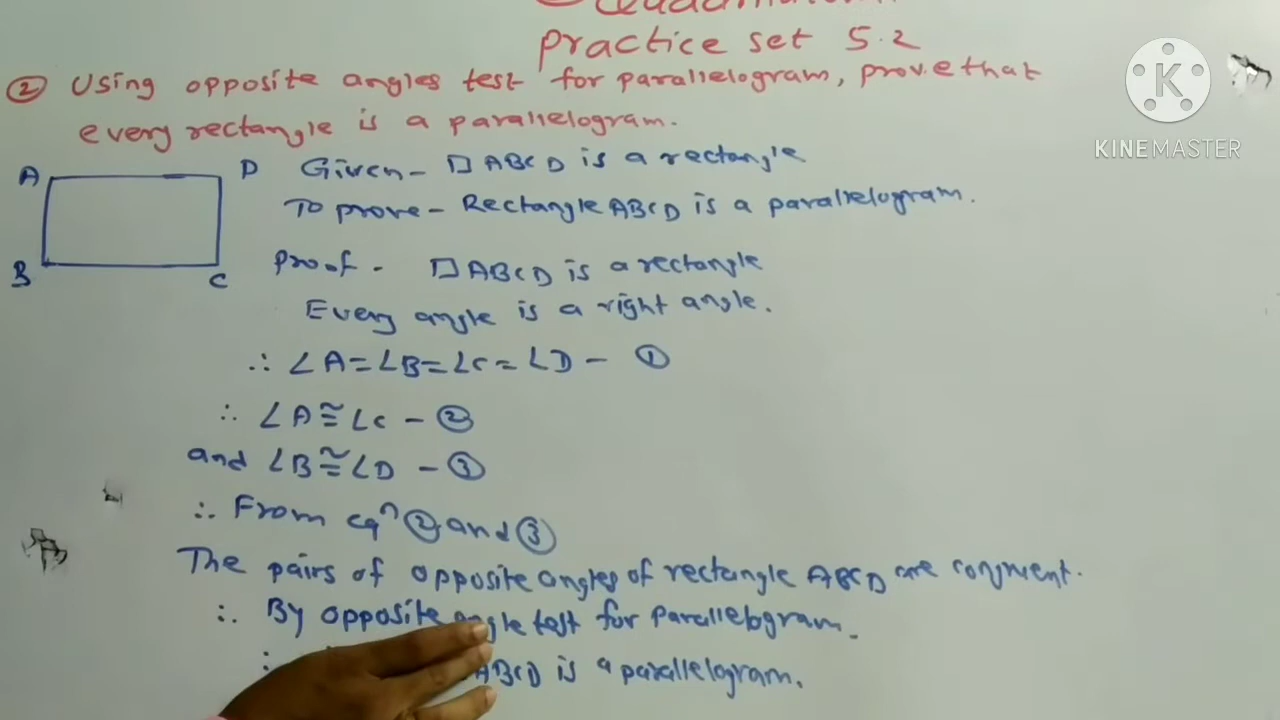 practice set 5.2
② Using opposite angles test for parallelogram, prove that
every rectangle is a parallelogram.
A D
B C
Given - □ ABCD is a rectangle
To prove - Rectangle ABCD is a parallelogram.
Proof - □ ABCD is a rectangle
Every angle is a right angle.
∴ ∠A=∠B=∠C=∠D - ①
∴ ∠A≅∠C - ②
and ∠B≅∠D - ③
∴ From eqⁿ ② and ③
The pairs of opposite angles of rectangle ABCD are congruent.
∴ By opposite angle test for parallelogram.
∴ ABCD is a parallelogram.
K
KINEMASTER